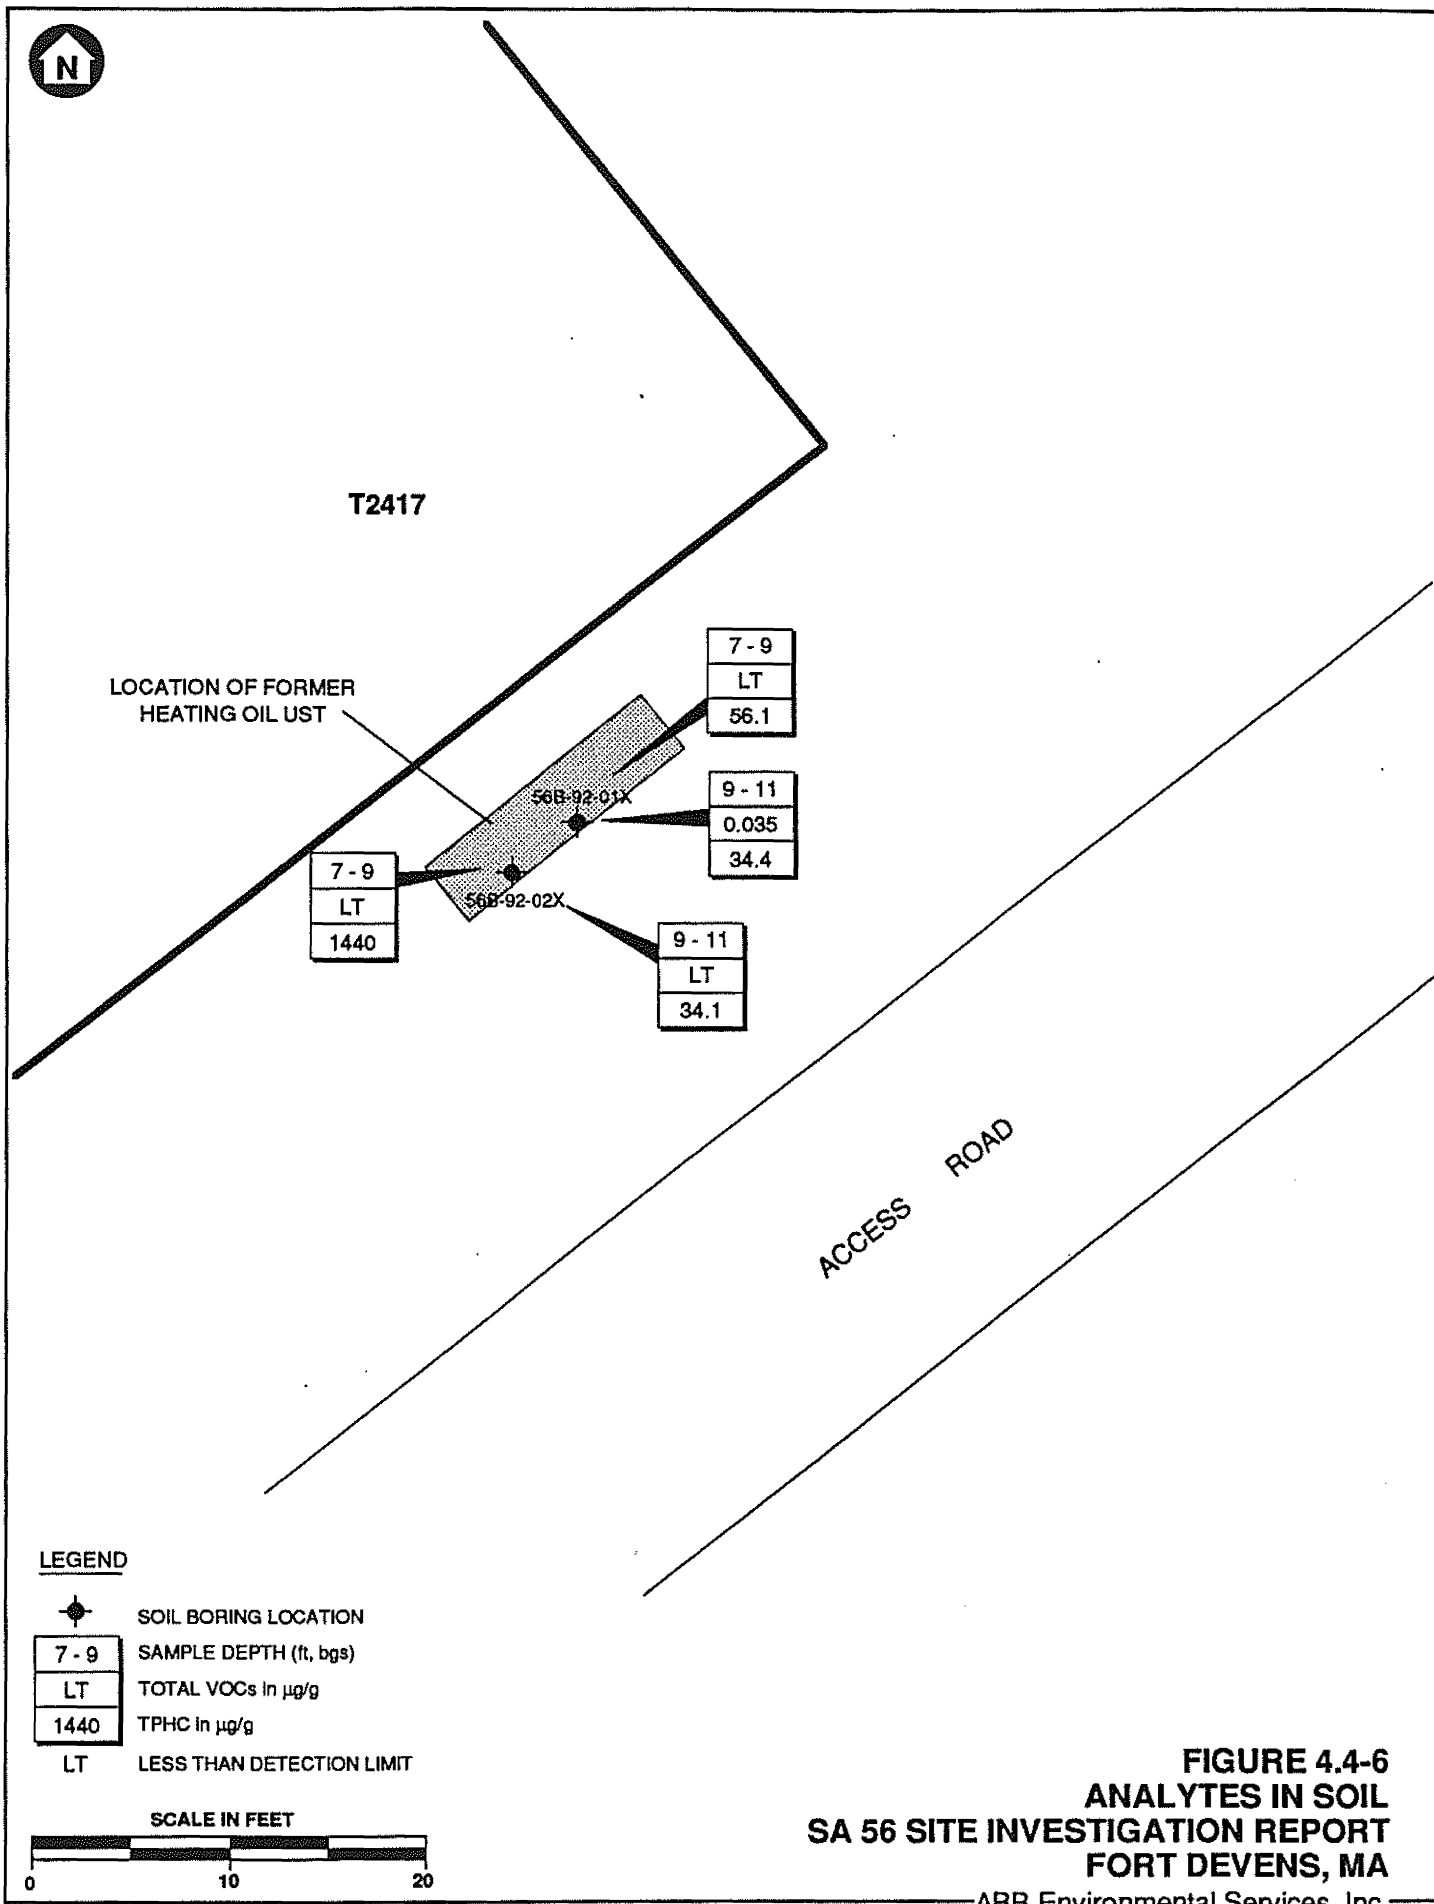 N
T2417
LOCATION OF FORMER
HEATING OIL UST
7 - 9
LT
56.1
56B-92-01X
9 - 11
0.035
34.4
7 - 9
LT
1440
56B-92-02X
9 - 11
LT
34.1
ACCESS ROAD
LEGEND
SOIL BORING LOCATION
7 - 9 SAMPLE DEPTH (ft, bgs)
LT TOTAL VOCs in µg/g
1440 TPHC in µg/g
LT LESS THAN DETECTION LIMIT
SCALE IN FEET
0 10 20
FIGURE 4.4-6
ANALYTES IN SOIL
SA 56 SITE INVESTIGATION REPORT
FORT DEVENS, MA
ABB Environmental Services, Inc.